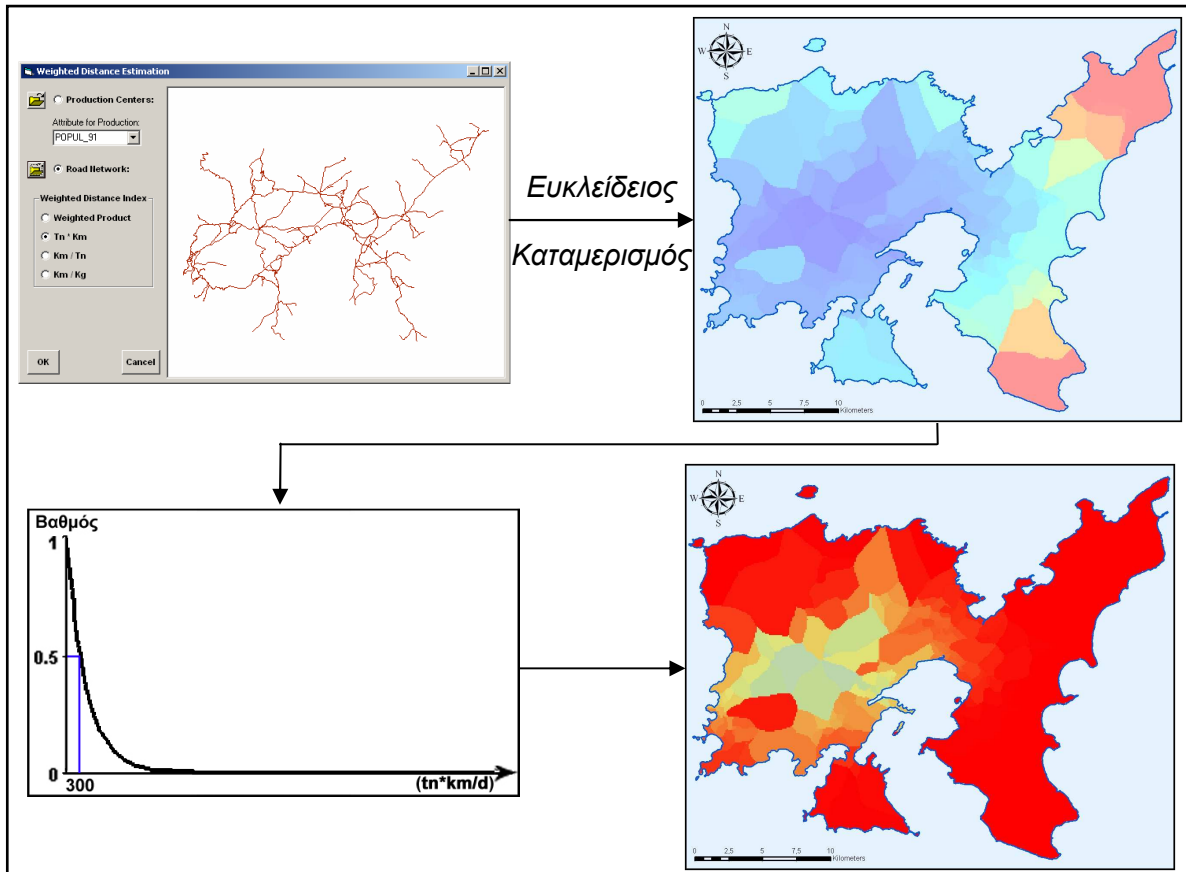 Weighted Distance Estimation
Production Centers:
Attribute for Production:
POPUL_91
Road Network:
Weighted Distance Index
Weighted Product
Tn * Km
Km / Tn
Km / Kg
OK
Cancel
Ευκλείδειος
Καταμερισμός
N
W
E
S
0 2,5 5 7,5 10
Kilometers
Βαθμός
1
0.5
0
300
(tn*km/d)
N
W
E
S
0 2,5 5 7,5 10
Kilometers